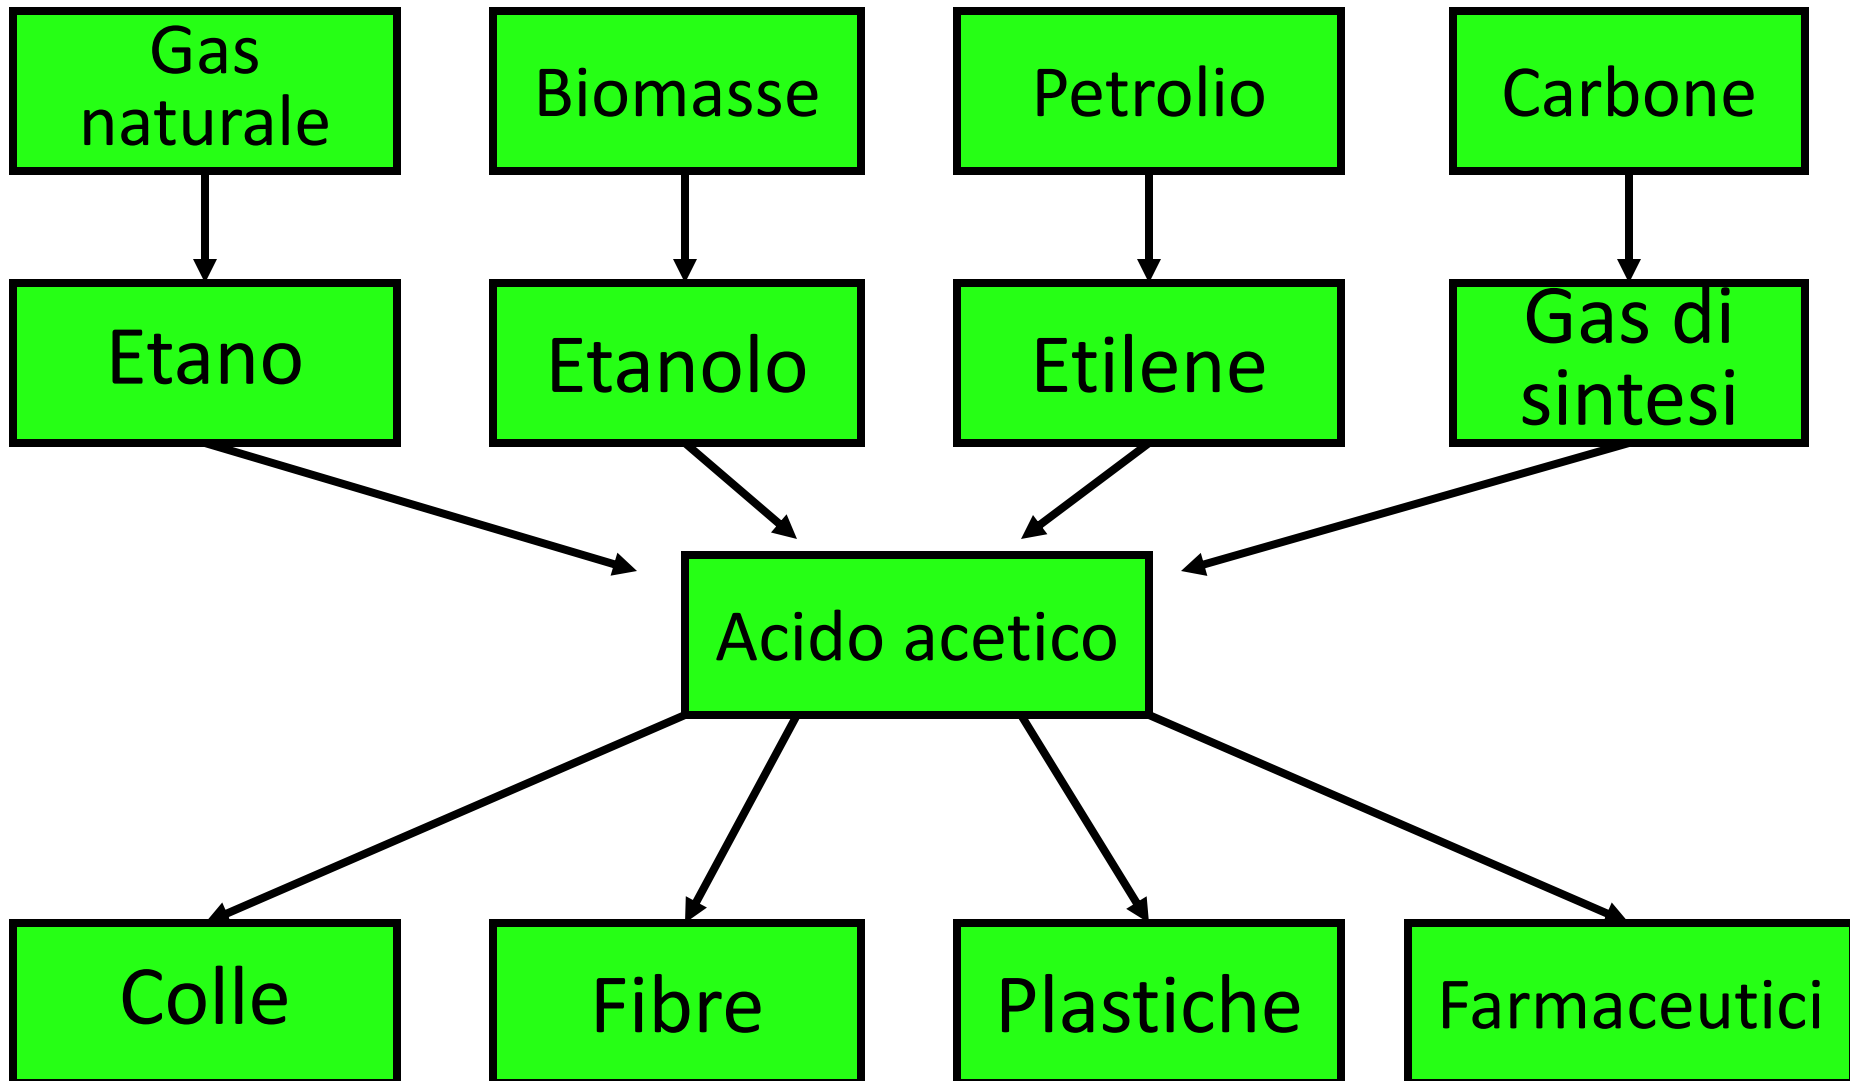 Gas
naturale
Biomasse
Petrolio
Carbone
Etano
Etanolo
Etilene
Gas di
sintesi
Acido acetico
Colle
Fibre
Plastiche
Farmaceutici